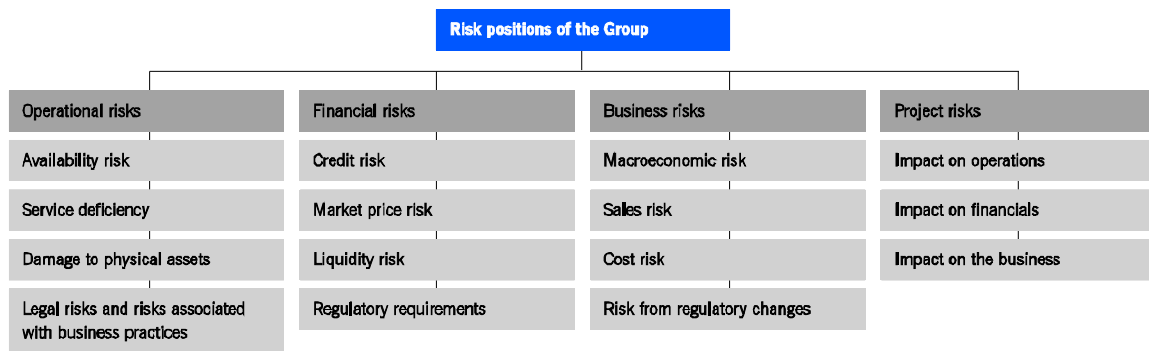 Risk positions of the Group
Operational risks
Availability risk
Service deficiency
Damage to physical assets
Legal risks and risks associated
with business practices
Financial risks
Credit risk
Market price risk
Liquidity risk
Regulatory requirements
Business risks
Macroeconomic risk
Sales risk
Cost risk
Risk from regulatory changes
Project risks
Impact on operations
Impact on financials
Impact on the business